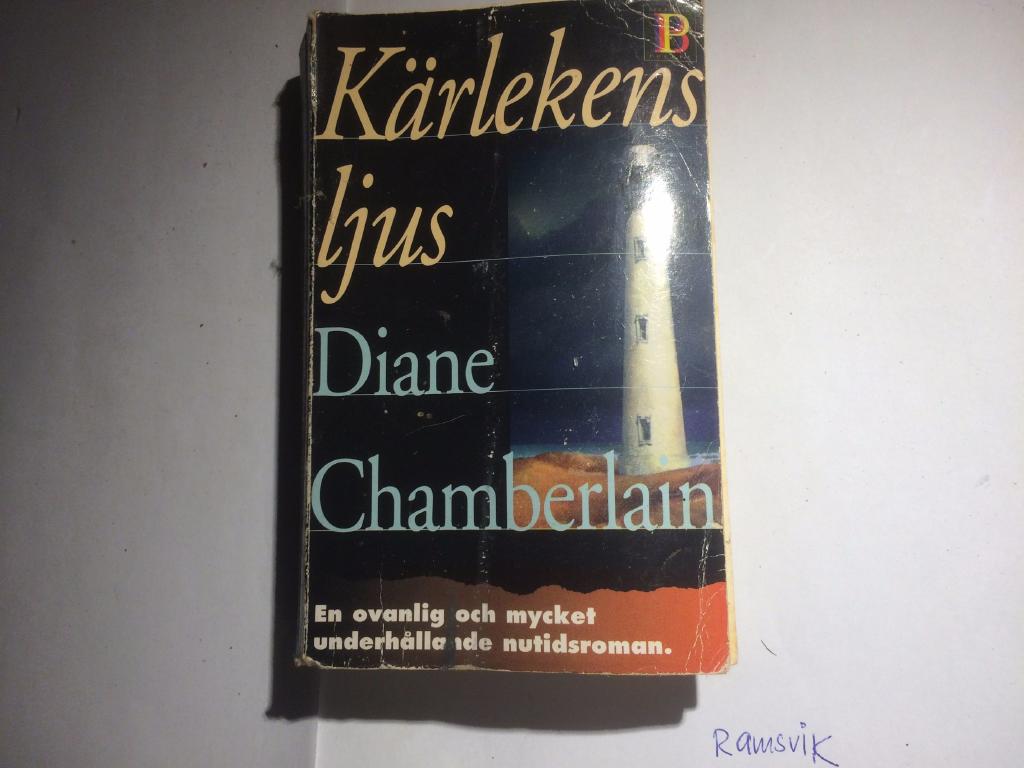 B
Kärlekens
ljus
Diane
Chamberlain
En ovanlig och mycket
underhållande nutidsroman.
Ramsvik